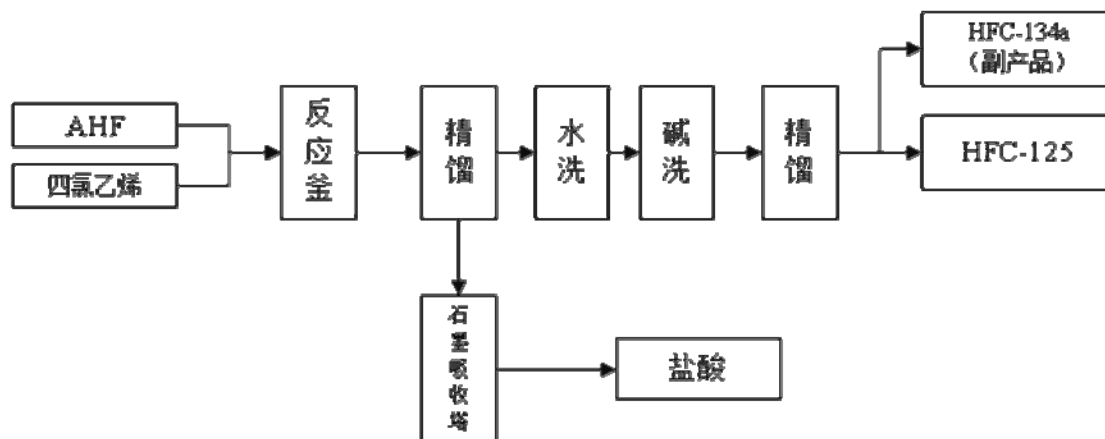 HFC-134a
（副产品）
AHF
四氯乙烯
反应釜
精馏
水洗
碱洗
精馏
HFC-125
石墨吸收塔
盐酸